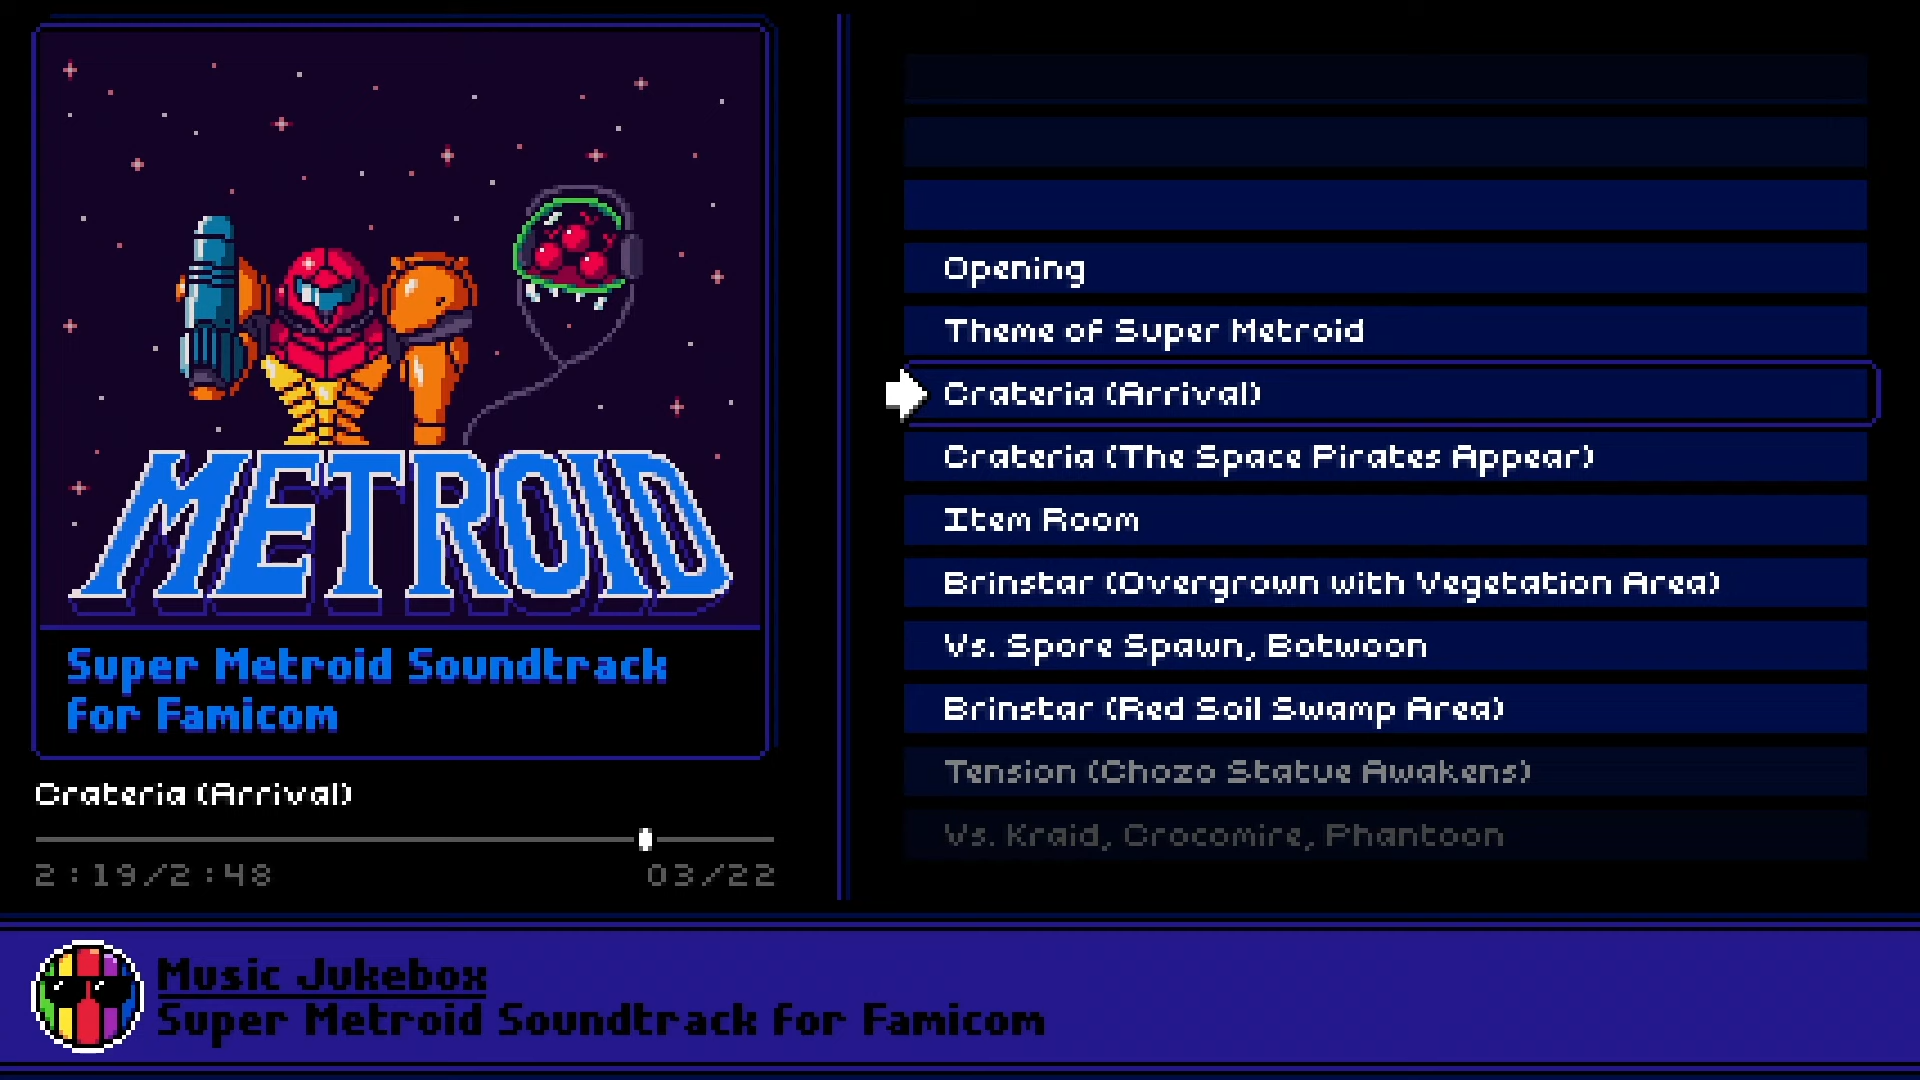 METROID
Super Metroid Soundtrack
for Famicom
Crateria (Arrival)
2:19/2:48
03/22
Opening
Theme of Super Metroid
Crateria (Arrival)
Crateria (The Space Pirates Appear)
Item Room
Brinstar (Overgrown with Vegetation Area)
Vs. Spore Spawn, Botwoon
Brinstar (Red Soil Swamp Area)
Tension (Chozo Statue Awakens)
Vs. Kraid, Crocomire, Phantoon
Music Jukebox
Super Metroid Soundtrack for Famicom